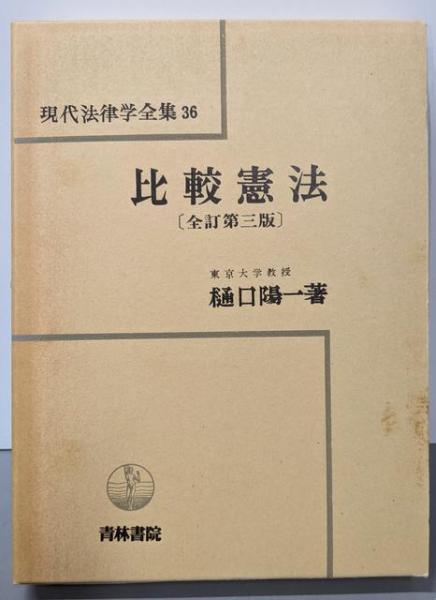 現代法律学全集 36
比較憲法
〔全訂第三版〕
東京大学教授
樋口陽一著
青林書院